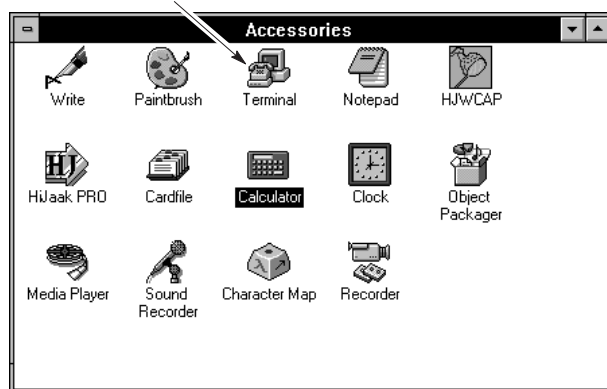 Accessories
Write Paintbrush Terminal Notepad HJWCAP
HJ
HiJaak PRO Cardfile Calculator Clock Object
Packager
λ
Media Player Sound
Recorder Character Map Recorder